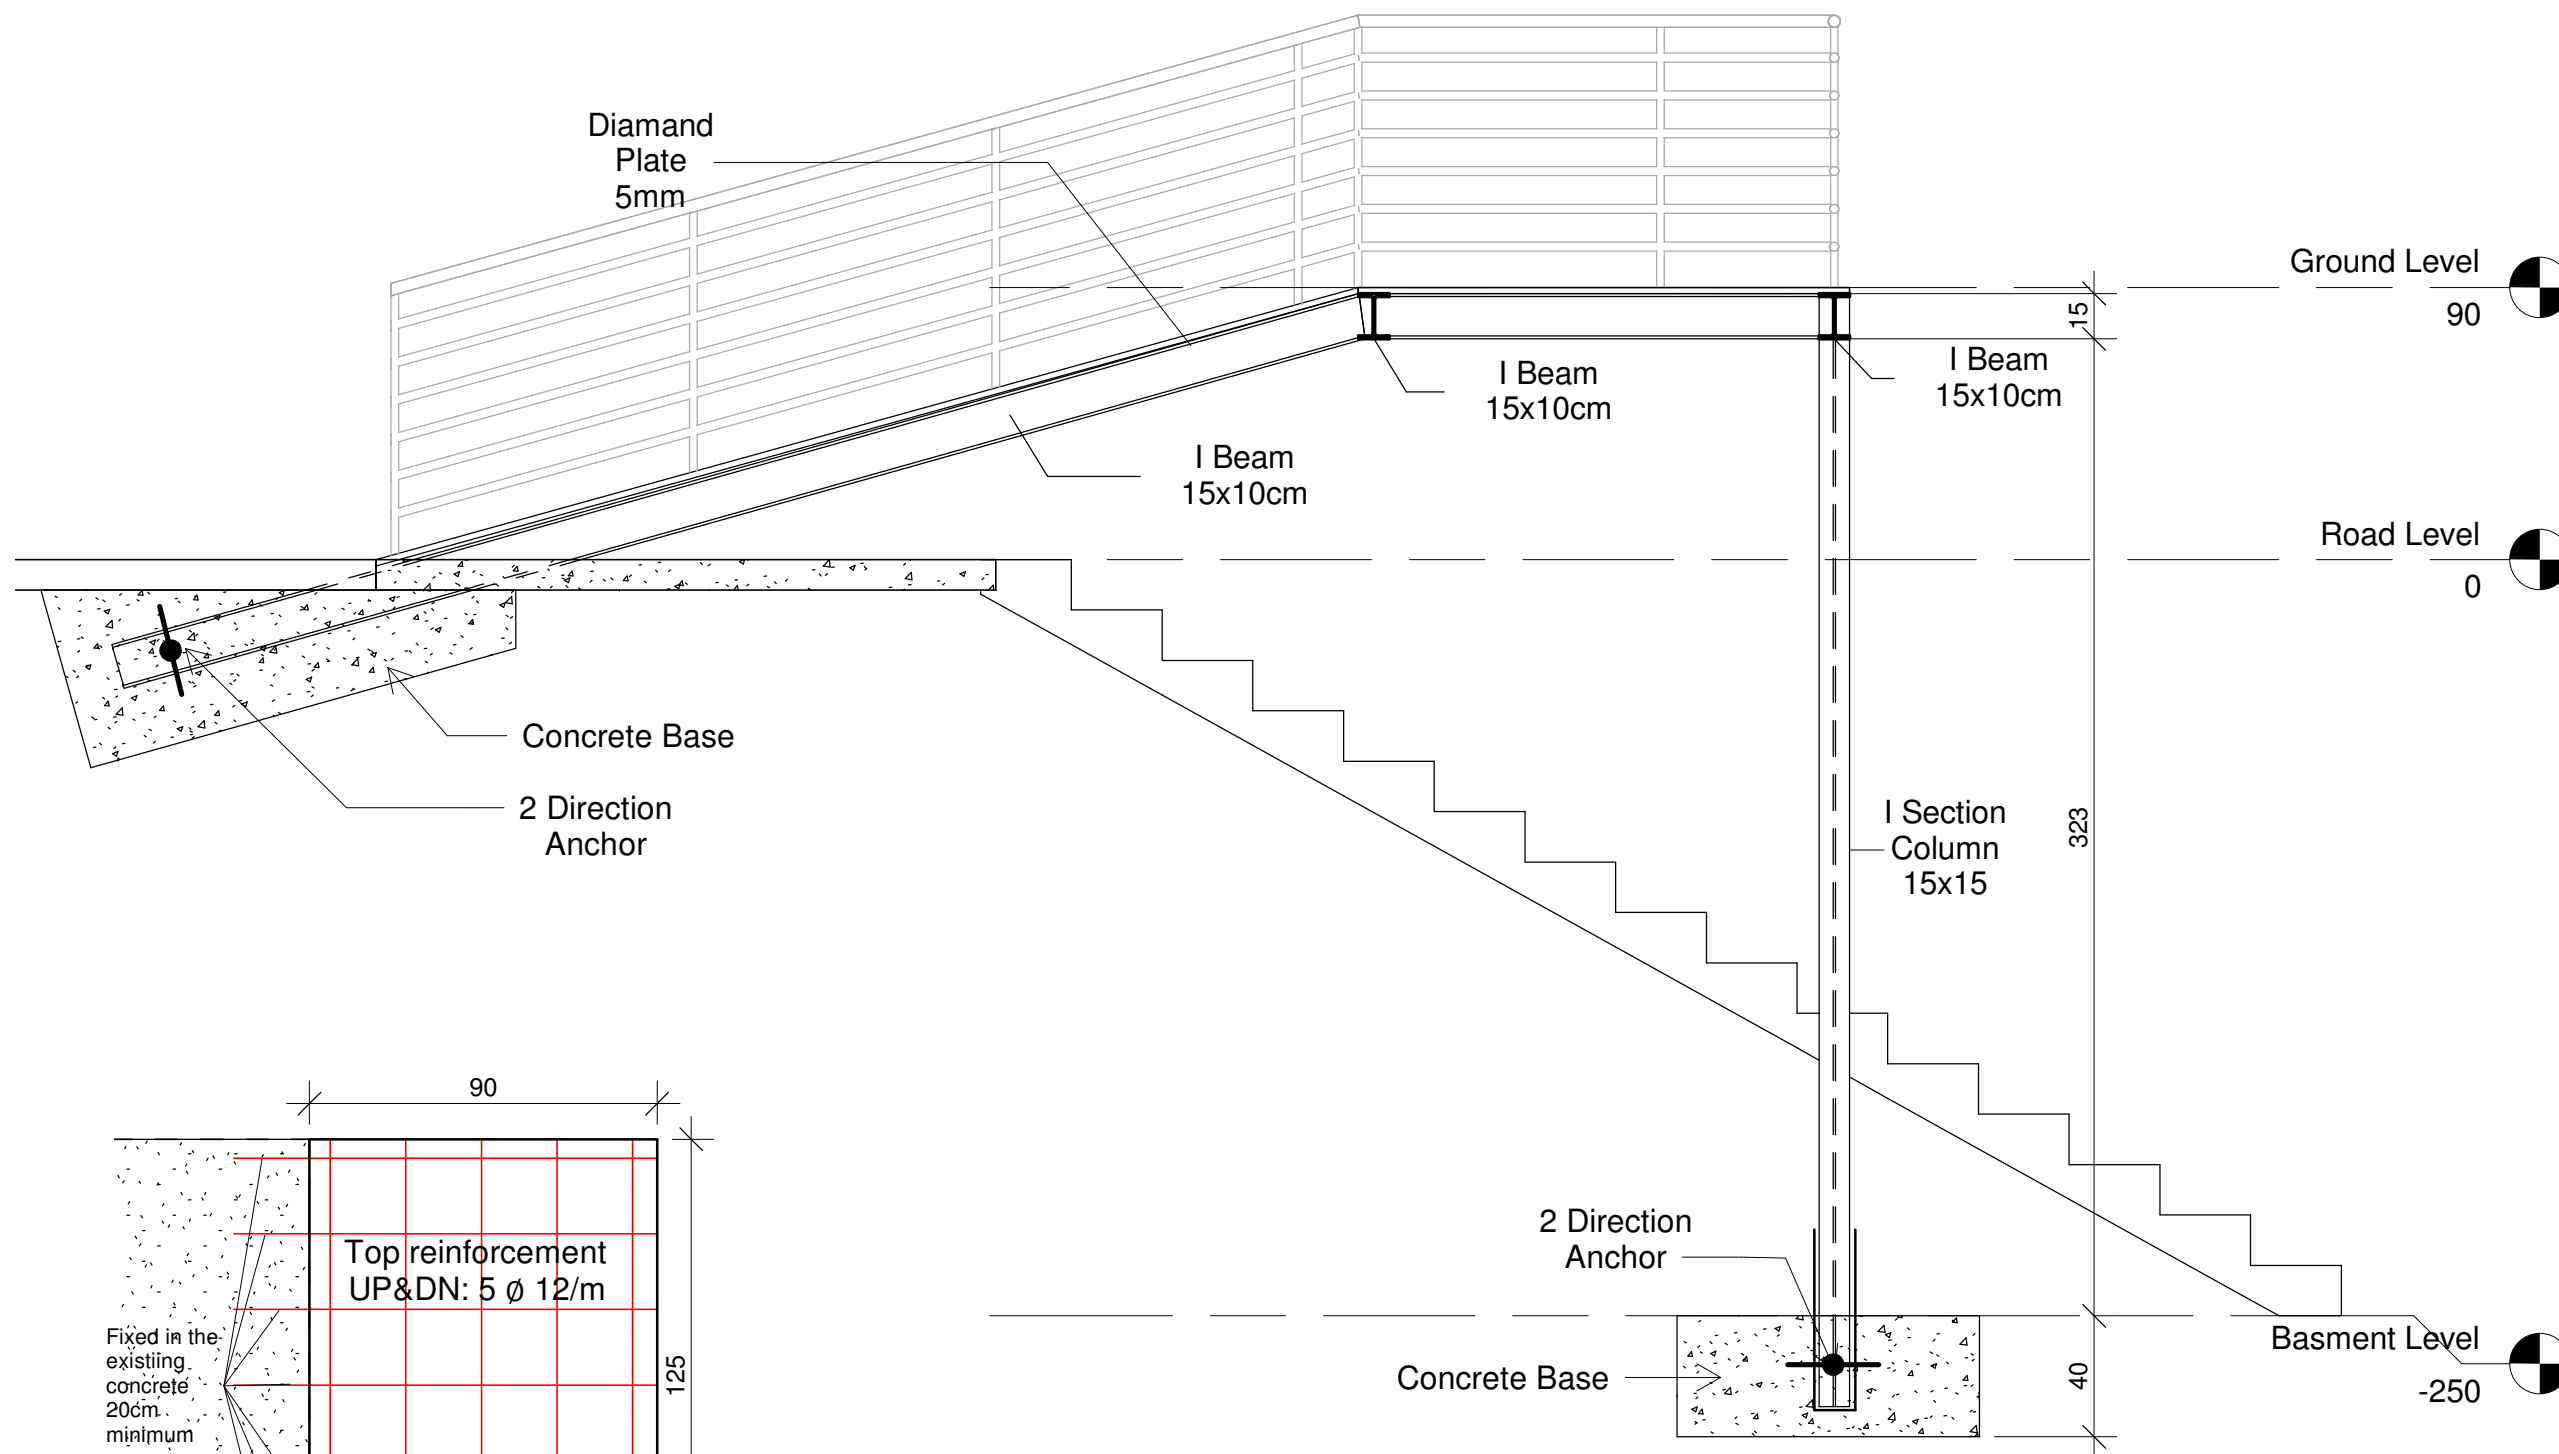 Diamand
Plate
5mm
Ground Level
90
15
I Beam
15x10cm
I Beam
15x10cm
I Beam
15x10cm
Road Level
0
Concrete Base
2 Direction
Anchor
I Section
Column
15x15
323
90
Top reinforcement
UP&DN: 5 ø 12/m
Fixed in the
existiing
concrete
20cm
minimum
125
2 Direction
Anchor
Concrete Base
40
Basment Level
-250